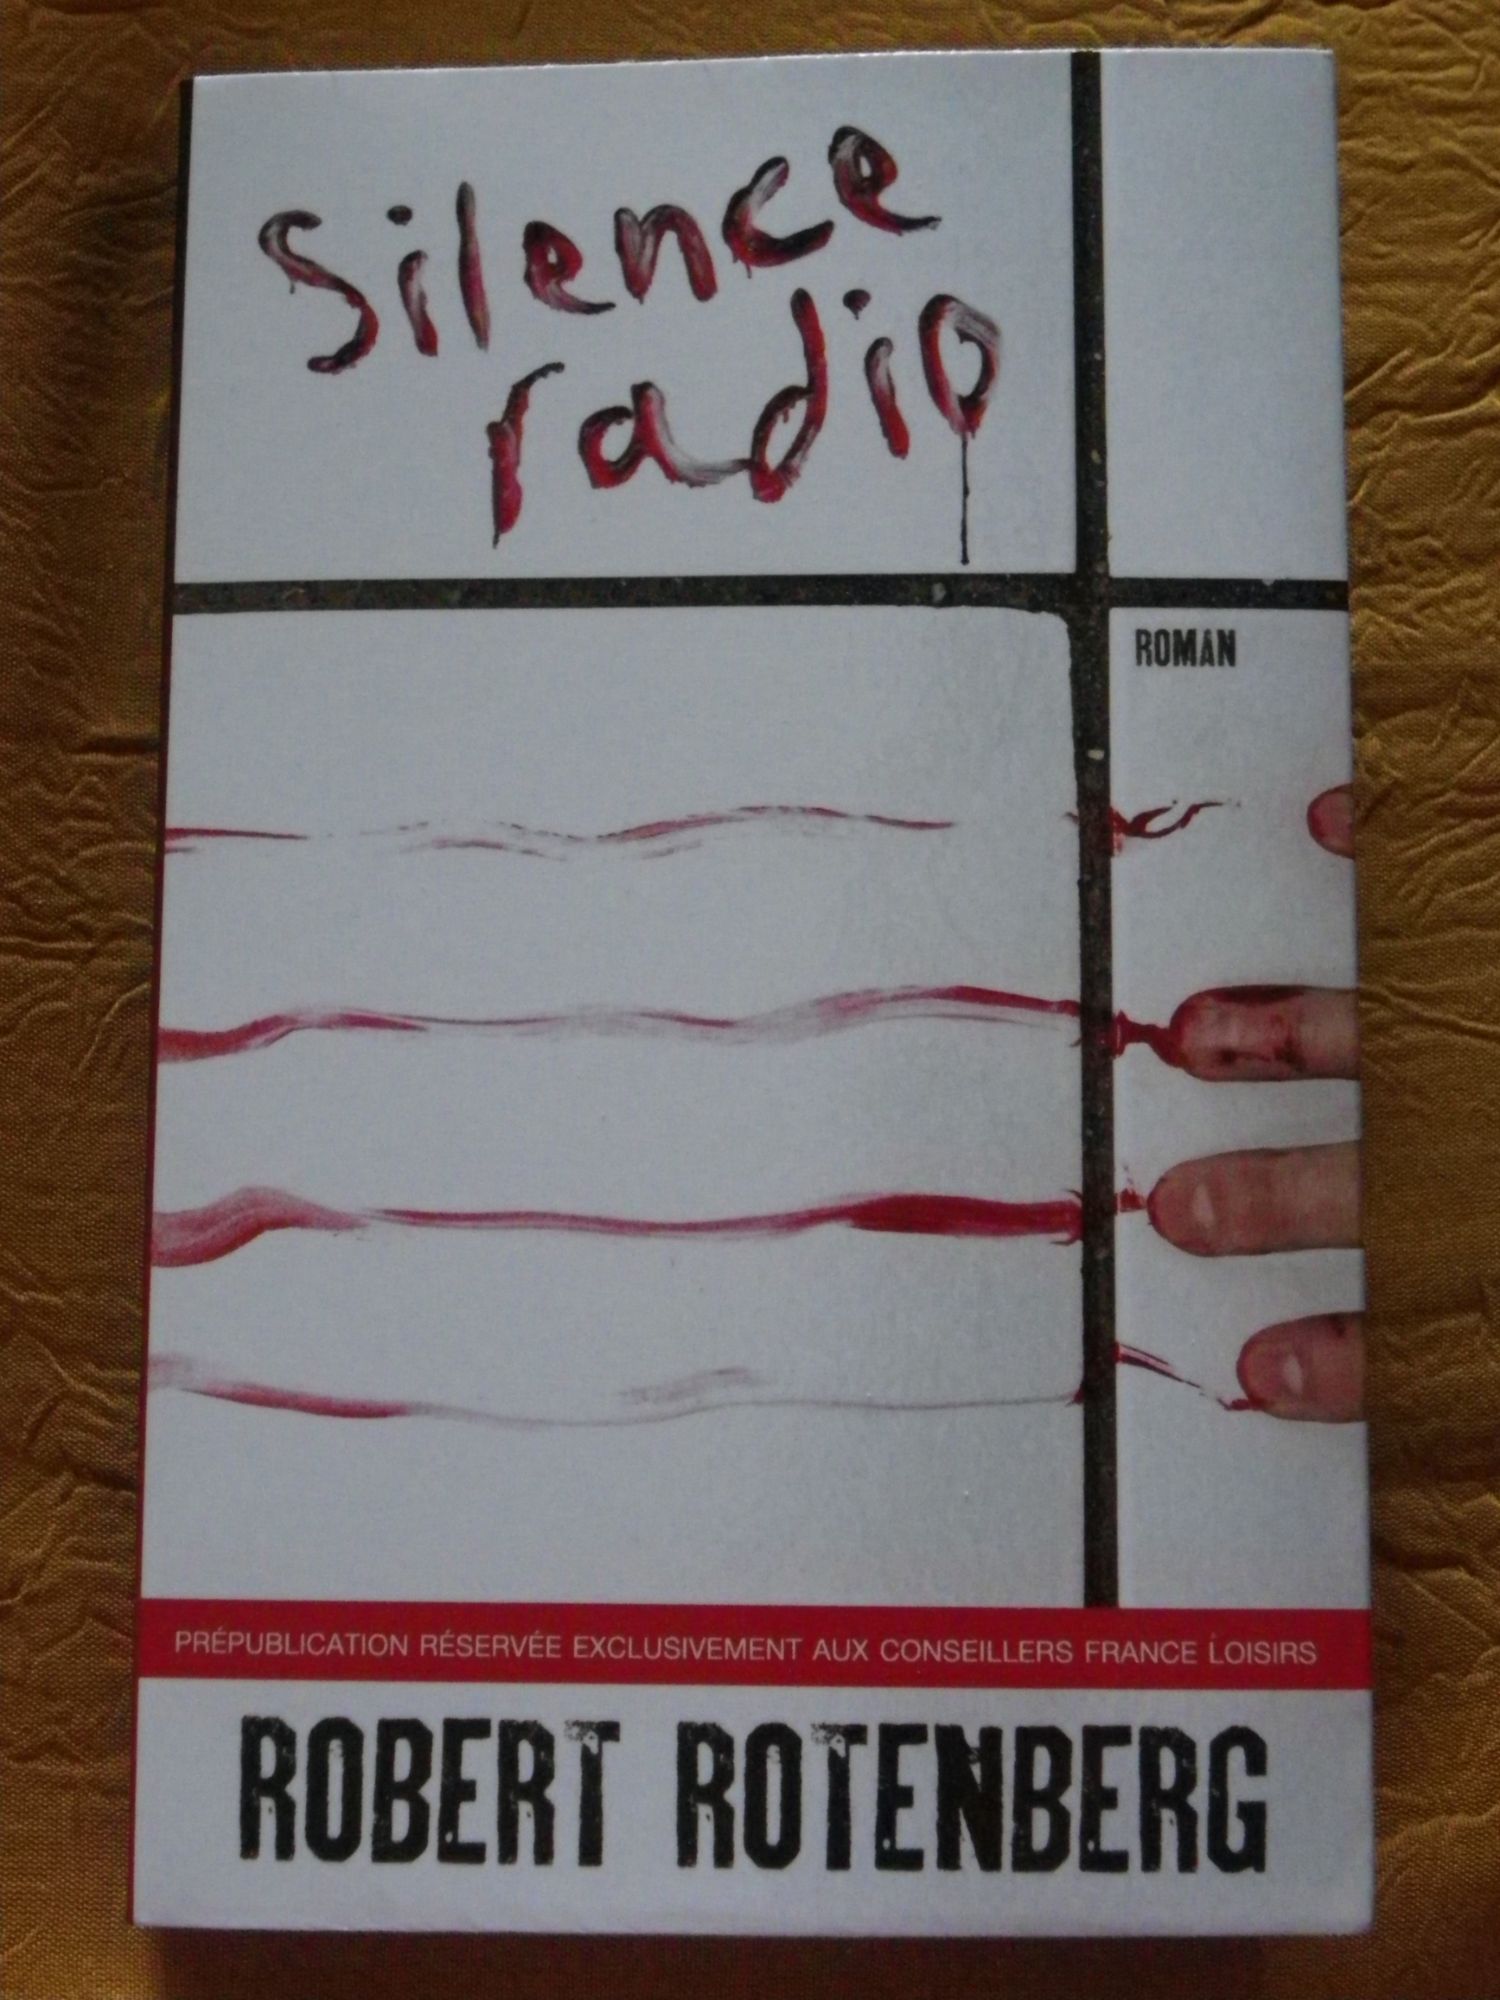 Silence
radio
ROMAN
PRÉPUBLICATION RÉSERVÉE EXCLUSIVEMENT AUX CONSEILLERS FRANCE LOISIRS
ROBERT ROTENBERG